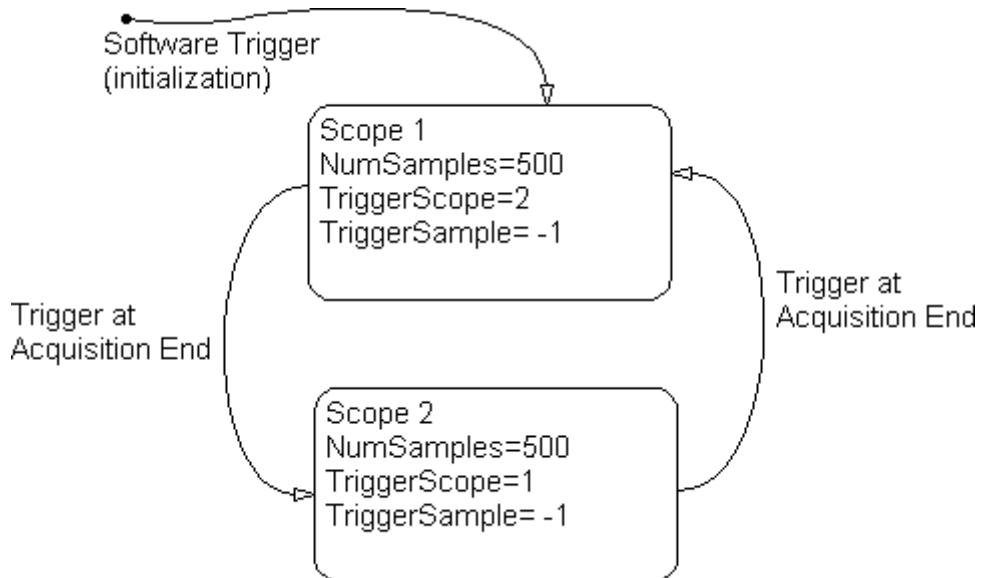 Software Trigger
(initialization)
Scope 1
NumSamples=500
TriggerScope=2
TriggerSample= -1
Trigger at
Acquisition End
Trigger at
Acquisition End
Scope 2
NumSamples=500
TriggerScope=1
TriggerSample= -1